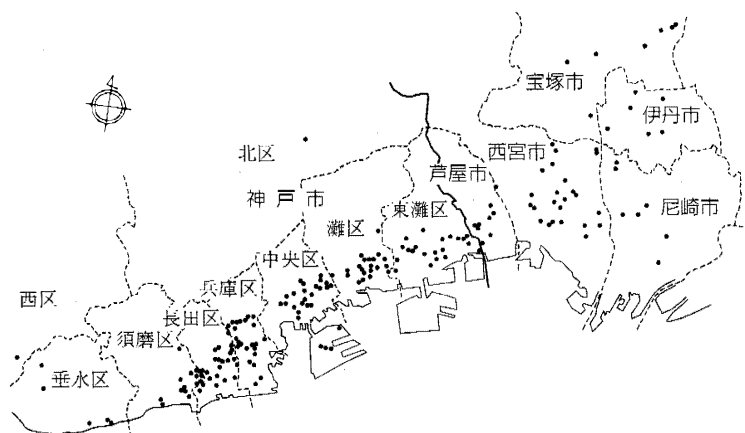 宝塚市
伊丹市
北区
西宮市
芦屋市
神戸市
東灘区
尼崎市
灘区
中央区
兵庫区
西区
長田区
須磨区
垂水区